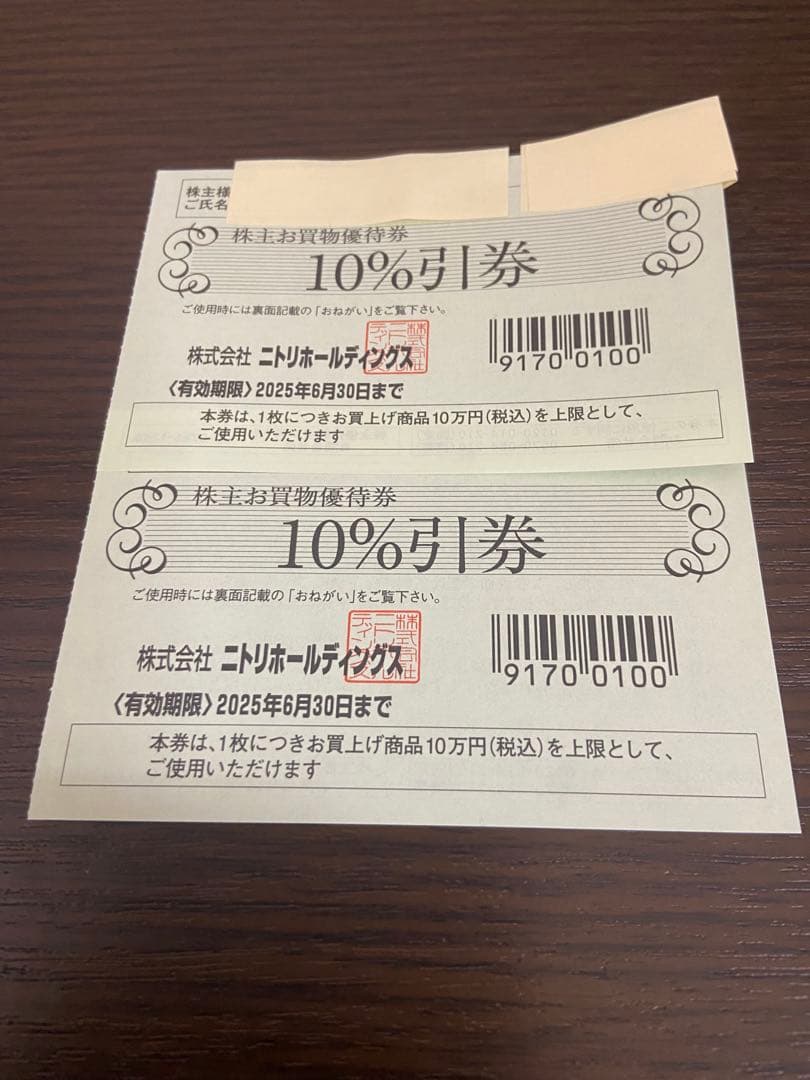 株主様
ご氏名
株主お買物優待券
10%引券
ご使用時には裏面記載の「おねがい」をご覧下さい。
株式会社 ニトリホールディングス
91700100
〈有効期限〉2025年6月30日まで
本券は、1枚につきお買上げ商品10万円(税込)を上限として、
ご使用いただけます
株主お買物優待券
10%引券
ご使用時には裏面記載の「おねがい」をご覧下さい。
株式会社 ニトリホールディングス
91700100
〈有効期限〉2025年6月30日まで
本券は、1枚につきお買上げ商品10万円(税込)を上限として、
ご使用いただけます